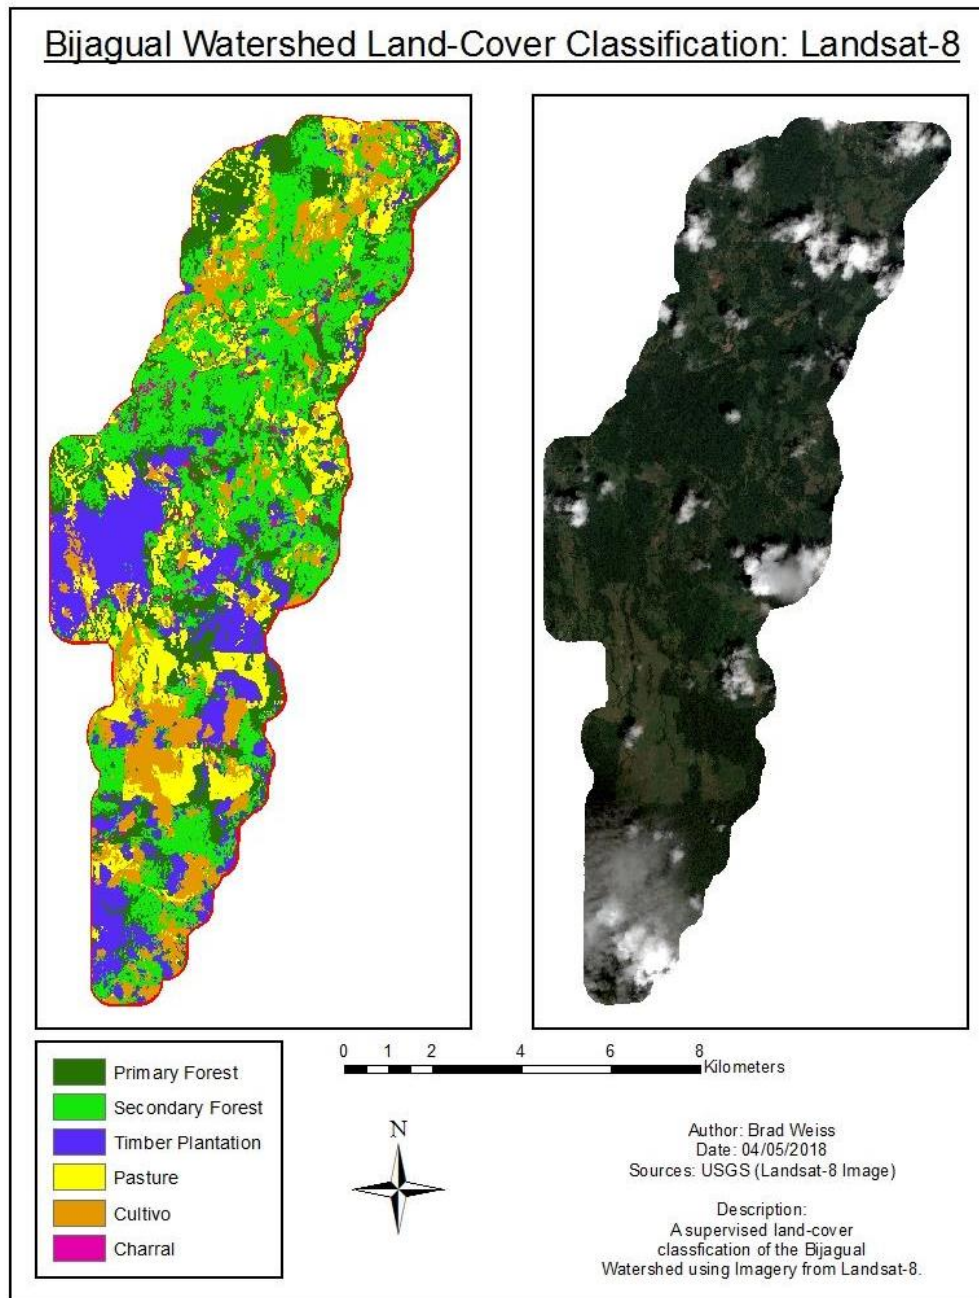 Bijagual Watershed Land-Cover Classification: Landsat-8
Primary Forest
Secondary Forest
Timber Plantation
Pasture
Cultivo
Charral
0 1 2 4 6 8
Kilometers
N
Author: Brad Weiss
Date: 04/05/2018
Sources: USGS (Landsat-8 Image)
Description:
A supervised land-cover
classfication of the Bijagual
Watershed using Imagery from Landsat-8.